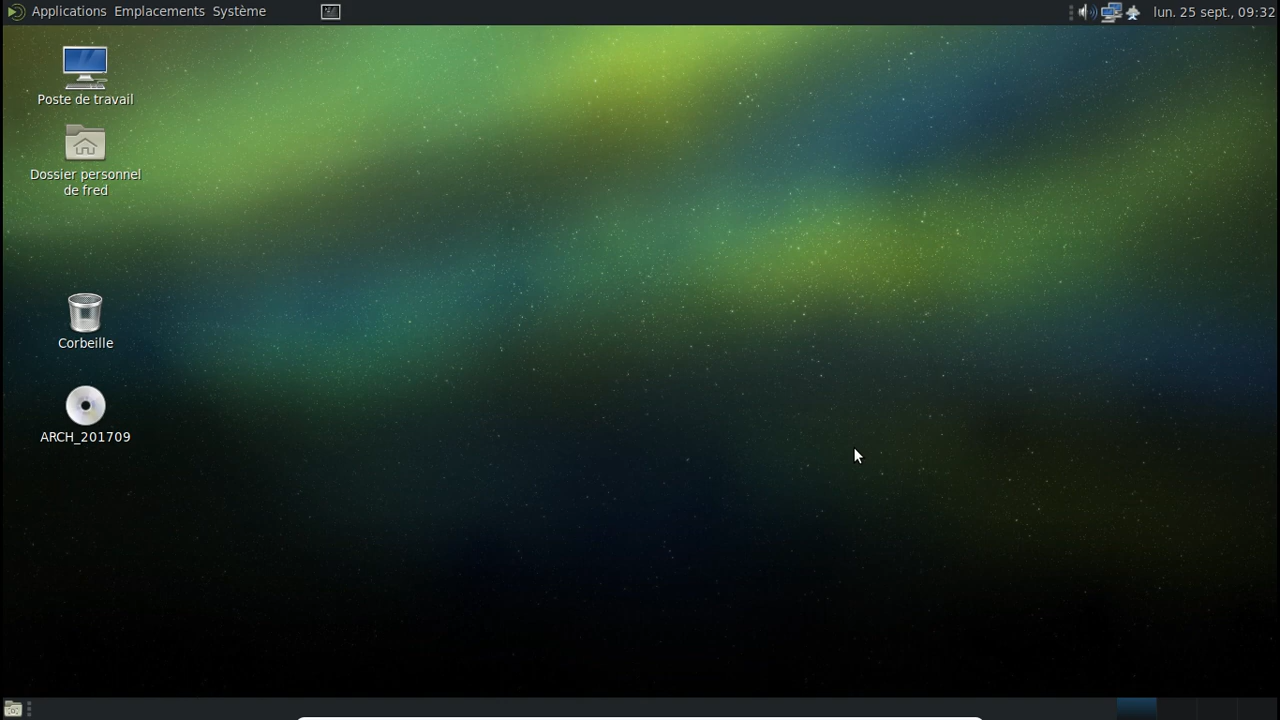 Applications Emplacements Système lun. 25 sept., 09:32
Poste de travail
Dossier personnel
de fred
Corbeille
ARCH_201709